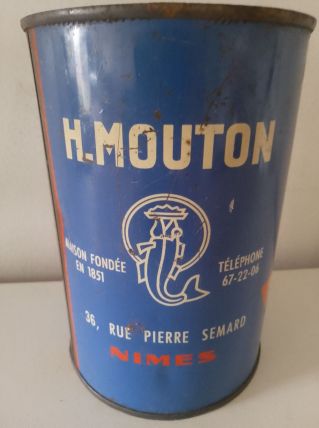 H.MOUTON
MAISON FONDÉE
EN 1851
TÉLÉPHONE
67-22-06
36, RUE PIERRE SEMARD
NIMES